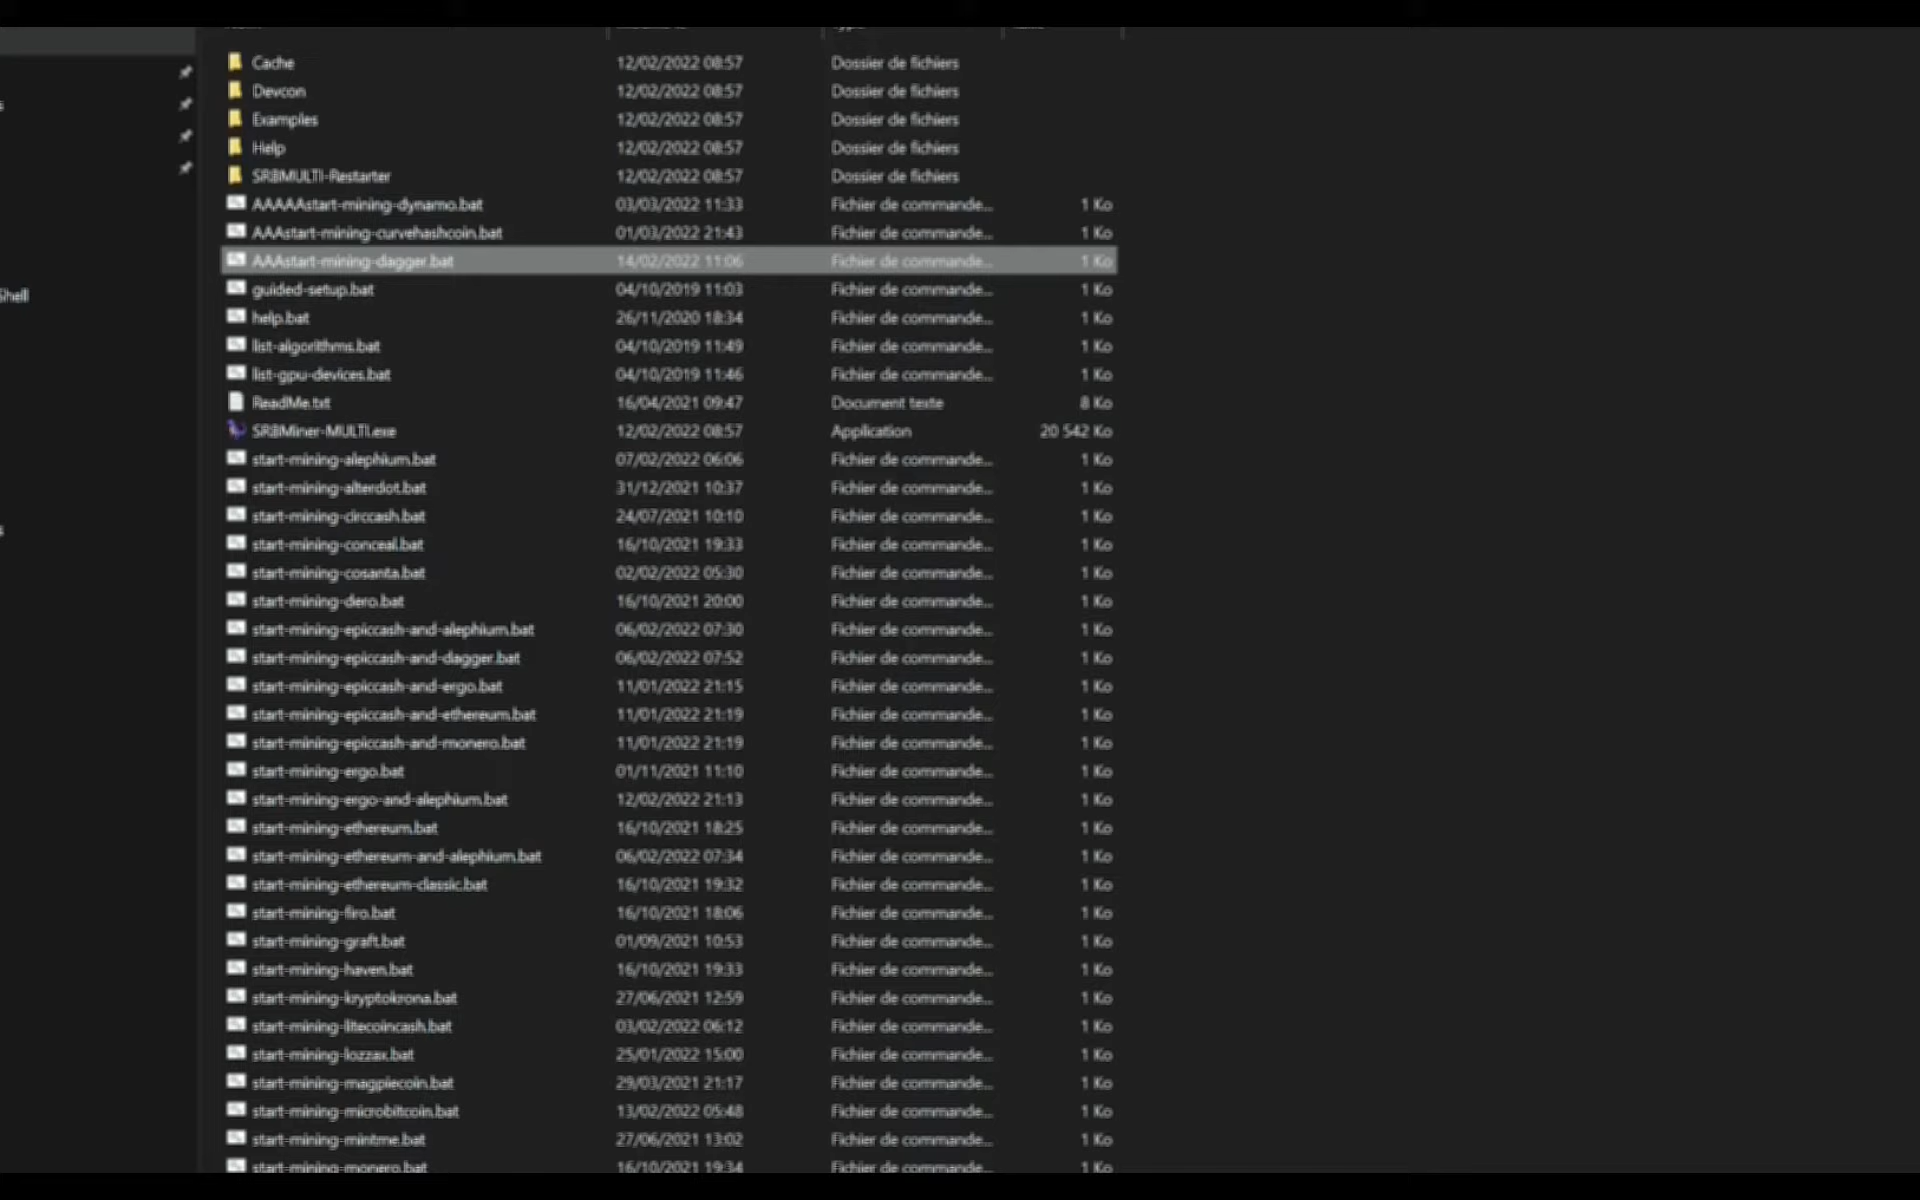 Cache 12/02/2022 08:57 Dossier de fichiers
Devcon 12/02/2022 08:57 Dossier de fichiers
Examples 12/02/2022 08:57 Dossier de fichiers
Help 12/02/2022 08:57 Dossier de fichiers
SRBMULTI-Restarter 12/02/2022 08:57 Dossier de fichiers
AAAAAstart-mining-dynamo.bat 03/03/2022 11:33 Fichier de commande... 1 Ko
AAAstart-mining-curvehashcoin.bat 01/03/2022 21:43 Fichier de commande... 1 Ko
AAAstart-mining-dagger.bat 14/02/2022 11:06 Fichier de commande... 1 Ko
Shell guided-setup.bat 04/10/2019 11:03 Fichier de commande... 1 Ko
help.bat 26/11/2020 18:34 Fichier de commande... 1 Ko
list-algorithms.bat 04/10/2019 11:49 Fichier de commande... 1 Ko
list-gpu-devices.bat 04/10/2019 11:46 Fichier de commande... 1 Ko
ReadMe.txt 16/04/2021 09:47 Document texte 8 Ko
SRBMiner-MULTI.exe 12/02/2022 08:57 Application 20 542 Ko
start-mining-alephium.bat 07/02/2022 06:06 Fichier de commande... 1 Ko
start-mining-alterdot.bat 31/12/2021 10:37 Fichier de commande... 1 Ko
start-mining-circcash.bat 24/07/2021 10:10 Fichier de commande... 1 Ko
start-mining-conceal.bat 16/10/2021 19:33 Fichier de commande... 1 Ko
start-mining-cosanta.bat 02/02/2022 05:30 Fichier de commande... 1 Ko
start-mining-dero.bat 16/10/2021 20:00 Fichier de commande... 1 Ko
start-mining-epiccash-and-alephium.bat 06/02/2022 07:30 Fichier de commande... 1 Ko
start-mining-epiccash-and-dagger.bat 06/02/2022 07:52 Fichier de commande... 1 Ko
start-mining-epiccash-and-ergo.bat 11/01/2022 21:15 Fichier de commande... 1 Ko
start-mining-epiccash-and-ethereum.bat 11/01/2022 21:19 Fichier de commande... 1 Ko
start-mining-epiccash-and-monero.bat 11/01/2022 21:19 Fichier de commande... 1 Ko
start-mining-ergo.bat 01/11/2021 11:10 Fichier de commande... 1 Ko
start-mining-ergo-and-alephium.bat 12/02/2022 21:13 Fichier de commande... 1 Ko
start-mining-ethereum.bat 16/10/2021 18:25 Fichier de commande... 1 Ko
start-mining-ethereum-and-alephium.bat 06/02/2022 07:34 Fichier de commande... 1 Ko
start-mining-ethereum-classic.bat 16/10/2021 19:32 Fichier de commande... 1 Ko
start-mining-firo.bat 16/10/2021 18:06 Fichier de commande... 1 Ko
start-mining-graft.bat 01/09/2021 10:53 Fichier de commande... 1 Ko
start-mining-haven.bat 16/10/2021 19:33 Fichier de commande... 1 Ko
start-mining-kryptokrona.bat 27/06/2021 12:59 Fichier de commande... 1 Ko
start-mining-litecoincash.bat 03/02/2022 06:12 Fichier de commande... 1 Ko
start-mining-lozzax.bat 25/01/2022 15:00 Fichier de commande... 1 Ko
start-mining-magpiecoin.bat 29/03/2021 21:17 Fichier de commande... 1 Ko
start-mining-microbitcoin.bat 13/02/2022 05:48 Fichier de commande... 1 Ko
start-mining-mintme.bat 27/06/2021 13:02 Fichier de commande... 1 Ko
start-mining-monero.bat 16/10/2021 19:34 Fichier de commande... 1 Ko